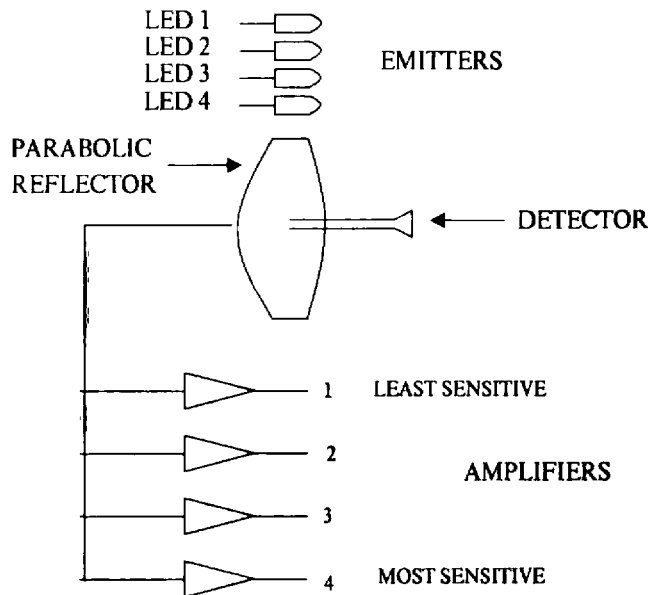 LED 1
LED 2
LED 3
LED 4
EMITTERS
PARABOLIC
REFLECTOR
DETECTOR
1 LEAST SENSITIVE
2
AMPLIFIERS
3
4 MOST SENSITIVE